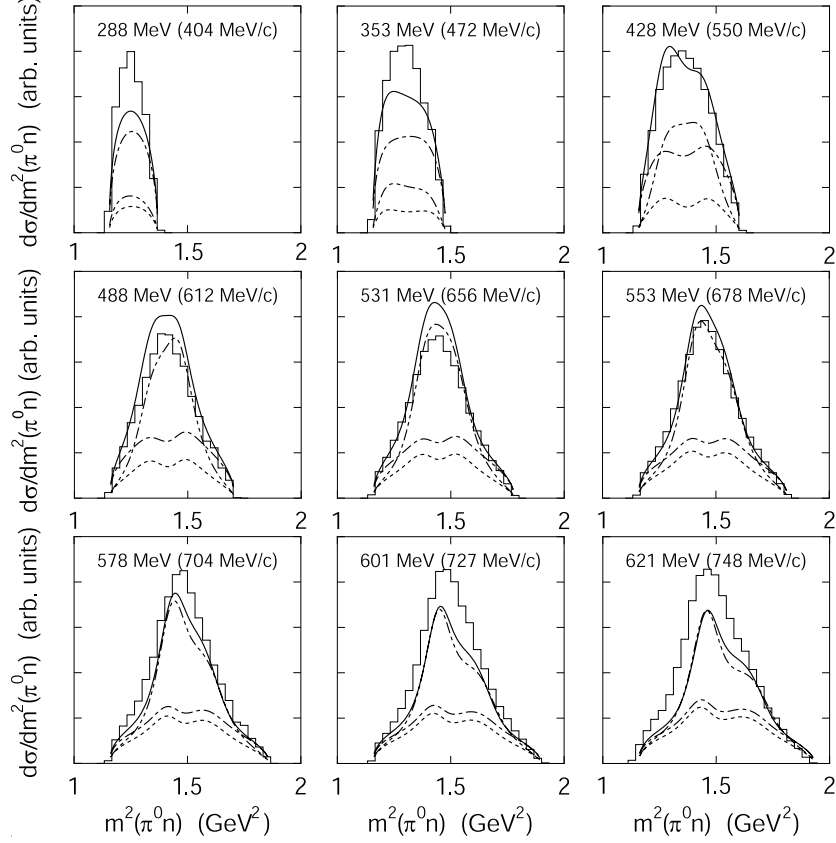 288 MeV (404 MeV/c) 353 MeV (472 MeV/c) 428 MeV (550 MeV/c)
dσ/dm²(π⁰n) (arb. units)
1 1.5 2 1 1.5 2 1 1.5 2
488 MeV (612 MeV/c) 531 MeV (656 MeV/c) 553 MeV (678 MeV/c)
dσ/dm²(π⁰n) (arb. units)
1 1.5 2 1 1.5 2 1 1.5 2
578 MeV (704 MeV/c) 601 MeV (727 MeV/c) 621 MeV (748 MeV/c)
dσ/dm²(π⁰n) (arb. units)
1 1.5 2 1 1.5 2 1 1.5 2
m²(π⁰n) (GeV²) m²(π⁰n) (GeV²) m²(π⁰n) (GeV²)